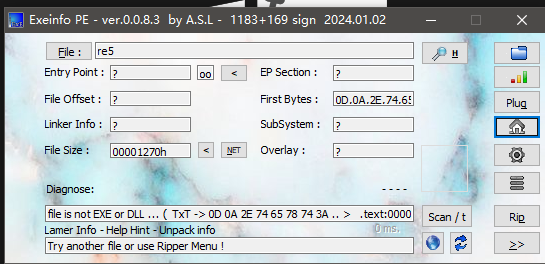 Exeinfo PE - ver.0.0.8.3 by A.S.L - 1183+169 sign 2024.01.02
File : re5 H
Entry Point : ? oo < EP Section : ?
File Offset : ? First Bytes : 0D.0A.2E.74.65 Plug
Linker Info : ? SubSystem : ?
File Size : 00001270h < NET Overlay : ?
Diagnose: - - - -
file is not EXE or DLL ... ( TxT -> 0D 0A 2E 74 65 78 74 3A .. > .text:0000 Scan / t Rip
Lamer Info - Help Hint - Unpack info 0 ms.
Try another file or use Ripper Menu ! >>